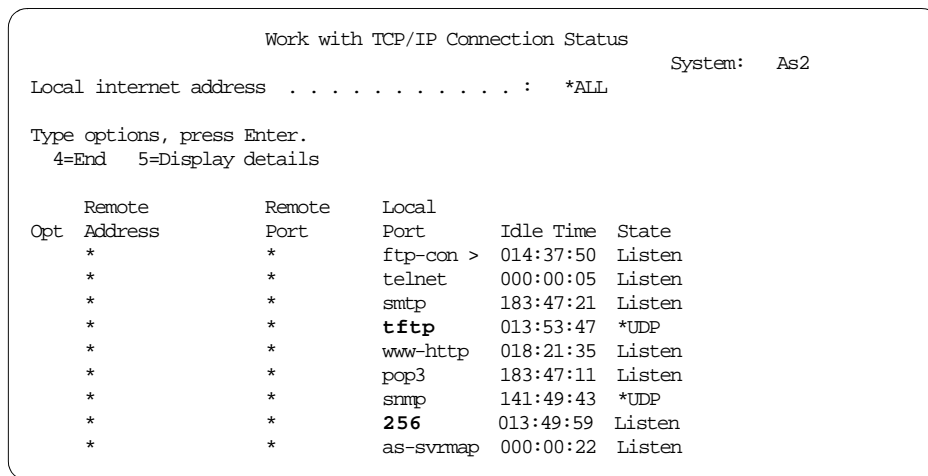 Work with TCP/IP Connection Status
System: As2
Local internet address . . . . . . . . . . . : *ALL
Type options, press Enter.
4=End 5=Display details
Remote Remote Local
Opt Address Port Port Idle Time State
* * ftp-con > 014:37:50 Listen
* * telnet 000:00:05 Listen
* * smtp 183:47:21 Listen
* * tftp 013:53:47 *UDP
* * www-http 018:21:35 Listen
* * pop3 183:47:11 Listen
* * snmp 141:49:43 *UDP
* * 256 013:49:59 Listen
* * as-svrmap 000:00:22 Listen